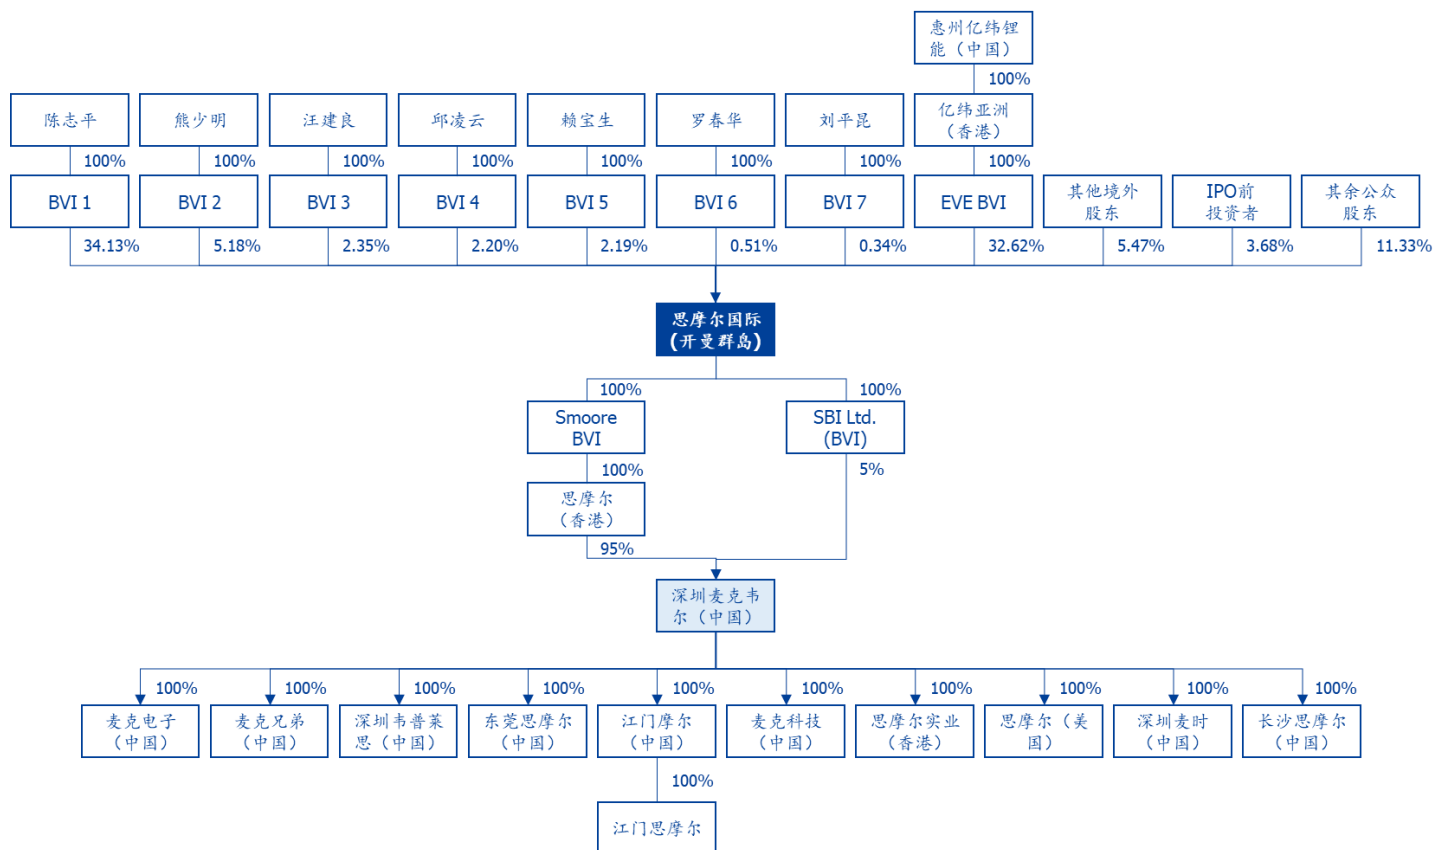 惠州亿纬锂
能（中国）
100%
陈志平
熊少明
汪建良
邱凌云
赖宝生
罗春华
刘平昆
亿纬亚洲
（香港）
100%
100%
100%
100%
100%
100%
100%
100%
BVI 1
BVI 2
BVI 3
BVI 4
BVI 5
BVI 6
BVI 7
EVE BVI
其他境外
股东
IPO前
投资者
其余公众
股东
34.13%
5.18%
2.35%
2.20%
2.19%
0.51%
0.34%
32.62%
5.47%
3.68%
11.33%
思摩尔国际
(开曼群岛)
100%
100%
Smoore
BVI
SBI Ltd.
(BVI)
100%
5%
思摩尔
（香港）
95%
深圳麦克韦
尔（中国）
100%
100%
100%
100%
100%
100%
100%
100%
100%
100%
麦克电子
（中国）
麦克兄弟
（中国）
深圳韦普莱
思（中国）
东莞思摩尔
（中国）
江门摩尔
（中国）
麦克科技
（中国）
思摩尔实业
（香港）
思摩尔（美
国）
深圳麦时
（中国）
长沙思摩尔
（中国）
100%
江门思摩尔